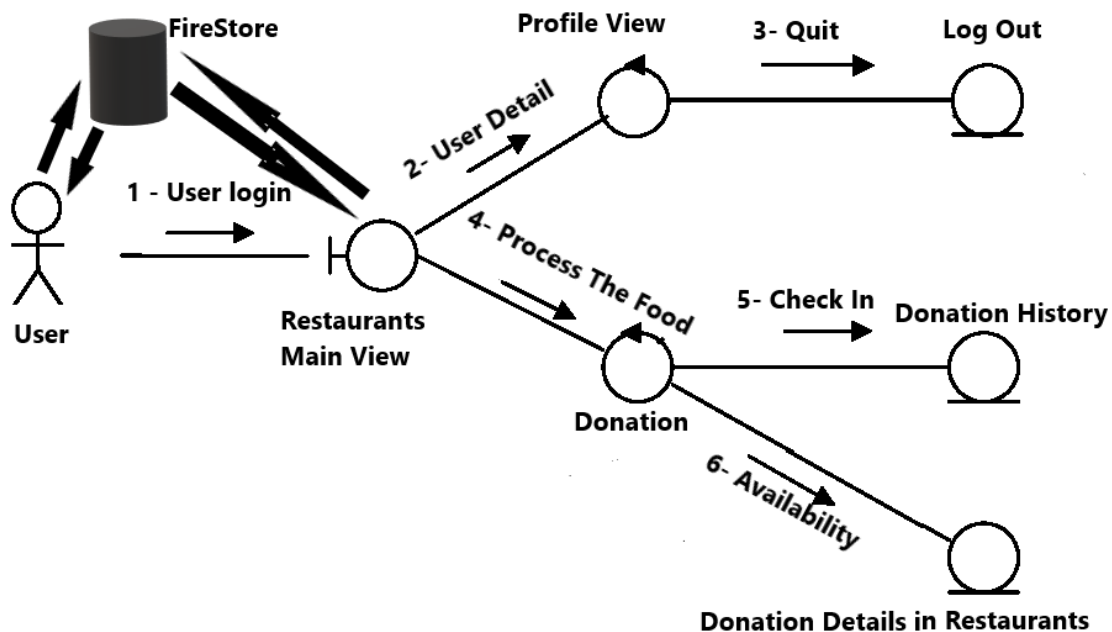 FireStore
Profile View
3- Quit
Log Out
2- User Detail
1 - User login
4- Process The Food
User
Restaurants
Main View
5- Check In
Donation History
Donation
6- Availability
Donation Details in Restaurants